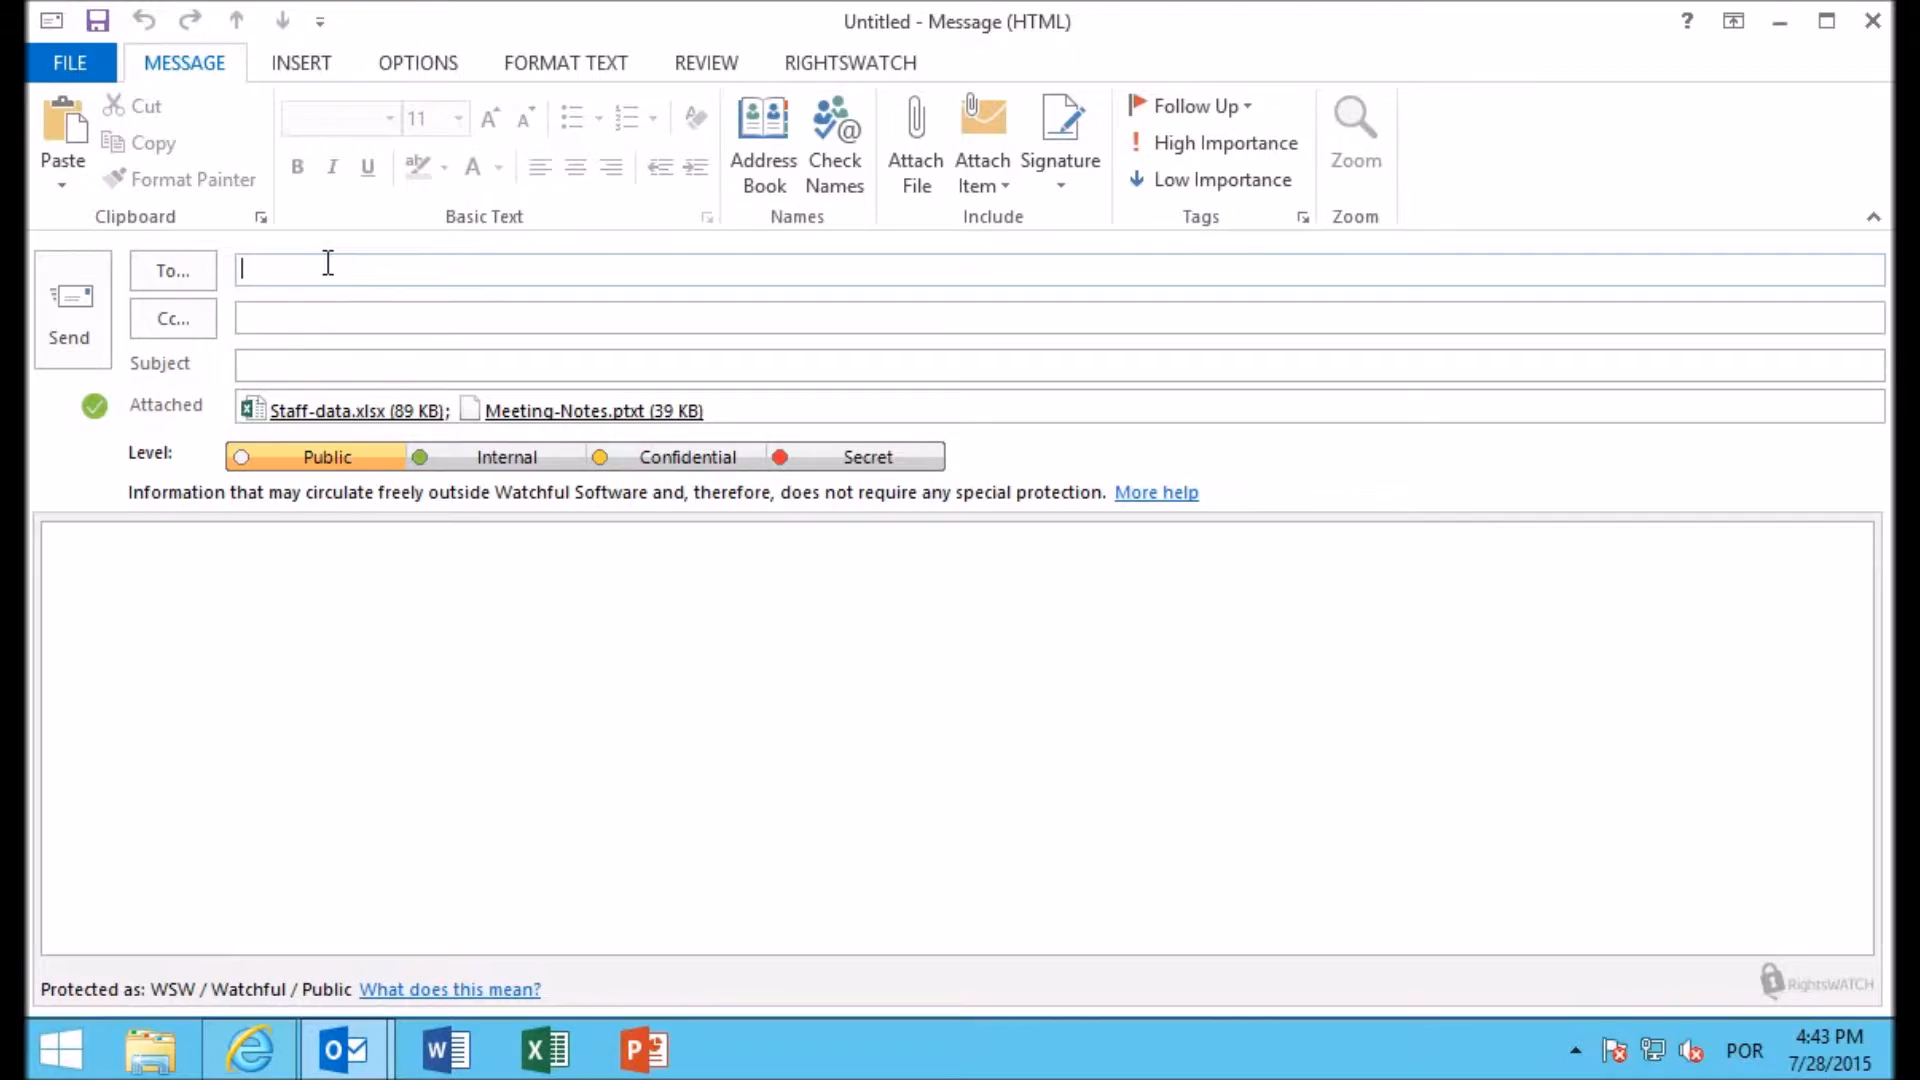 Untitled - Message (HTML)
?
FILE MESSAGE INSERT OPTIONS FORMAT TEXT REVIEW RIGHTSWATCH
Paste
Cut
Copy
Format Painter
Clipboard
11
B I U
Basic Text
Address Book
Check Names
Names
Attach File
Attach Item
Signature
Include
Follow Up
High Importance
Low Importance
Tags
Zoom
Zoom
Send
To...
Cc...
Subject
Attached Staff-data.xlsx (89 KB); Meeting-Notes.ptxt (39 KB)
Level: Public Internal Confidential Secret
Information that may circulate freely outside Watchful Software and, therefore, does not require any special protection. More help
Protected as: WSW / Watchful / Public What does this mean?
RightsWATCH
POR
4:43 PM
7/28/2015